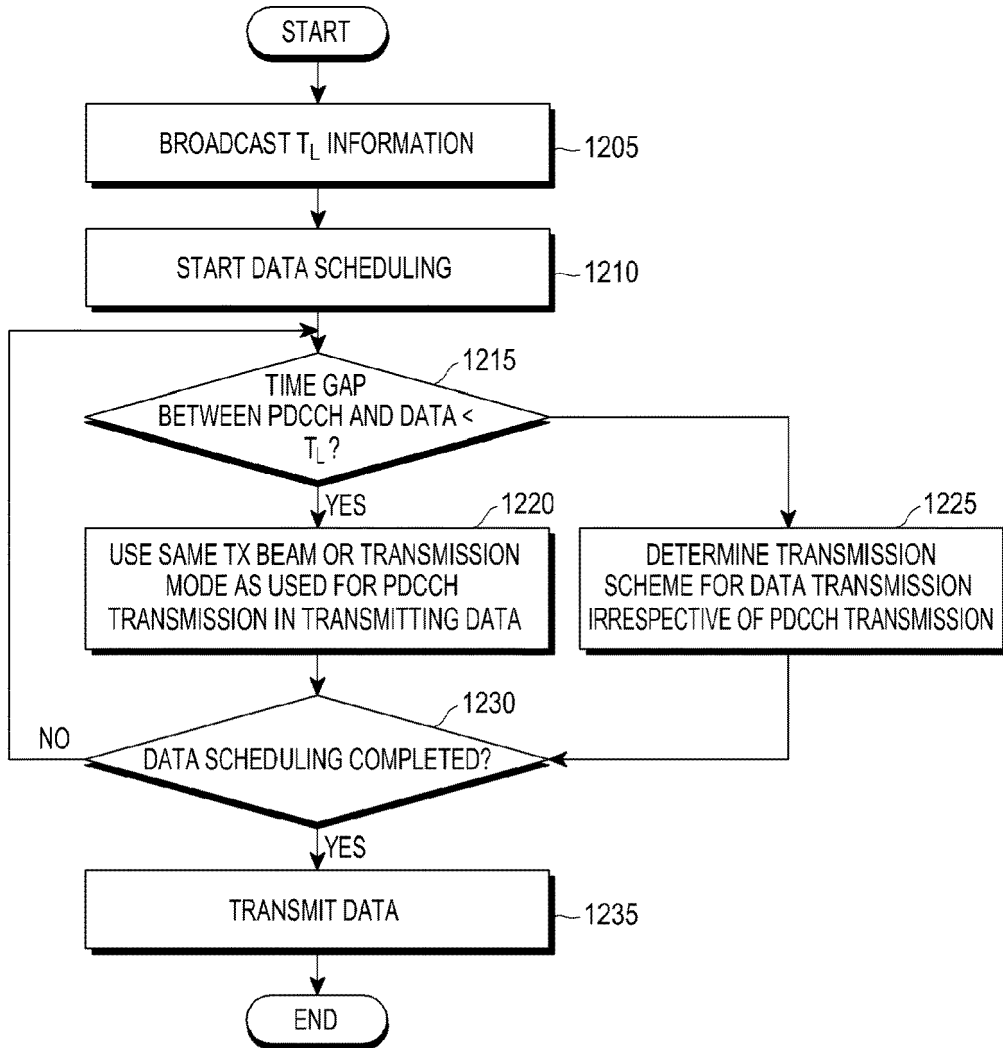 START
BROADCAST TL INFORMATION
1205
START DATA SCHEDULING
1210
1215
TIME GAP
BETWEEN PDCCH AND DATA <
TL ?
YES
1220
USE SAME TX BEAM OR TRANSMISSION
MODE AS USED FOR PDCCH
TRANSMISSION IN TRANSMITTING DATA
1225
DETERMINE TRANSMISSION
SCHEME FOR DATA TRANSMISSION
IRRESPECTIVE OF PDCCH TRANSMISSION
1230
NO
DATA SCHEDULING COMPLETED?
YES
TRANSMIT DATA
1235
END